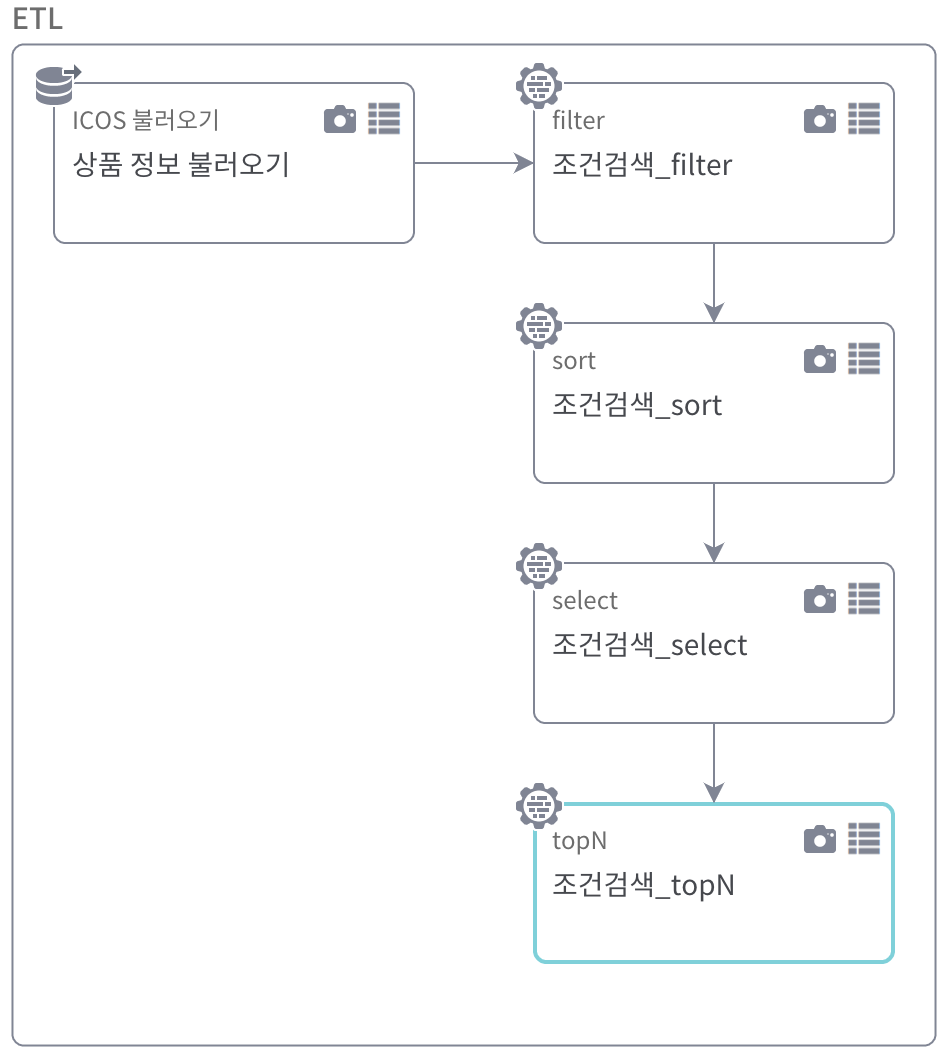 ETL
ICOS 불러오기
상품 정보 불러오기
filter
조건검색_filter
sort
조건검색_sort
select
조건검색_select
topN
조건검색_topN